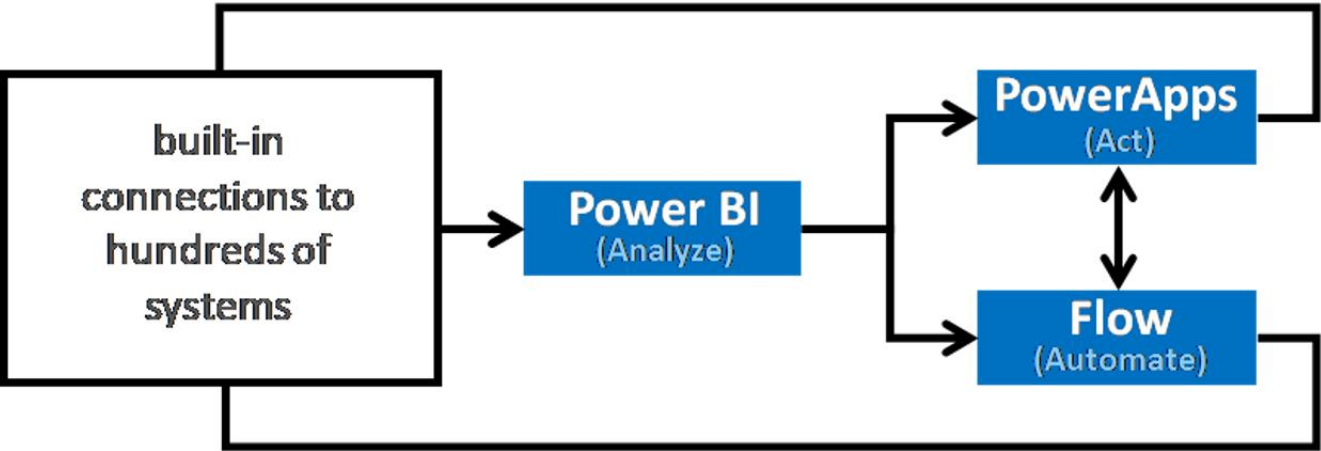 built-in
connections to
hundreds of
systems
Power BI
(Analyze)
PowerApps
(Act)
Flow
(Automate)